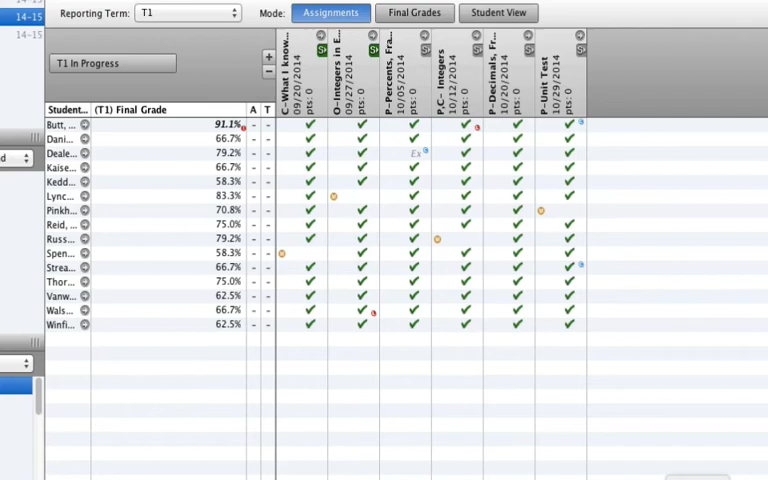 14-15
14-15
Reporting Term: T1 Mode: Assignments Final Grades Student View
T1 In Progress
+
−
C-What I know...
09/20/2014
pts: 0
O-Integers in E...
09/27/2014
pts: 0
P-Percents, Fra...
10/05/2014
pts: 0
P,C- Integers
10/12/2014
pts: 0
P-Decimals, Fr...
10/20/2014
pts: 0
P-Unit Test
10/29/2014
pts: 0
Student... (T1) Final Grade A T
Butt, ... 91.1% - -
Dani... 66.7% - -
d Deale... 79.2% - - Ex
Kaise... 66.7% - -
Kedd... 58.3% - -
Lync... 83.3% - -
Pinkh... 70.8% - -
Reid, ... 75.0% - -
Russ... 79.2% - -
Spen... 58.3% - -
Strea... 66.7% - -
Thor... 75.0% - -
Vanw... 62.5% - -
Wals... 66.7% - -
Winfi... 62.5% - -